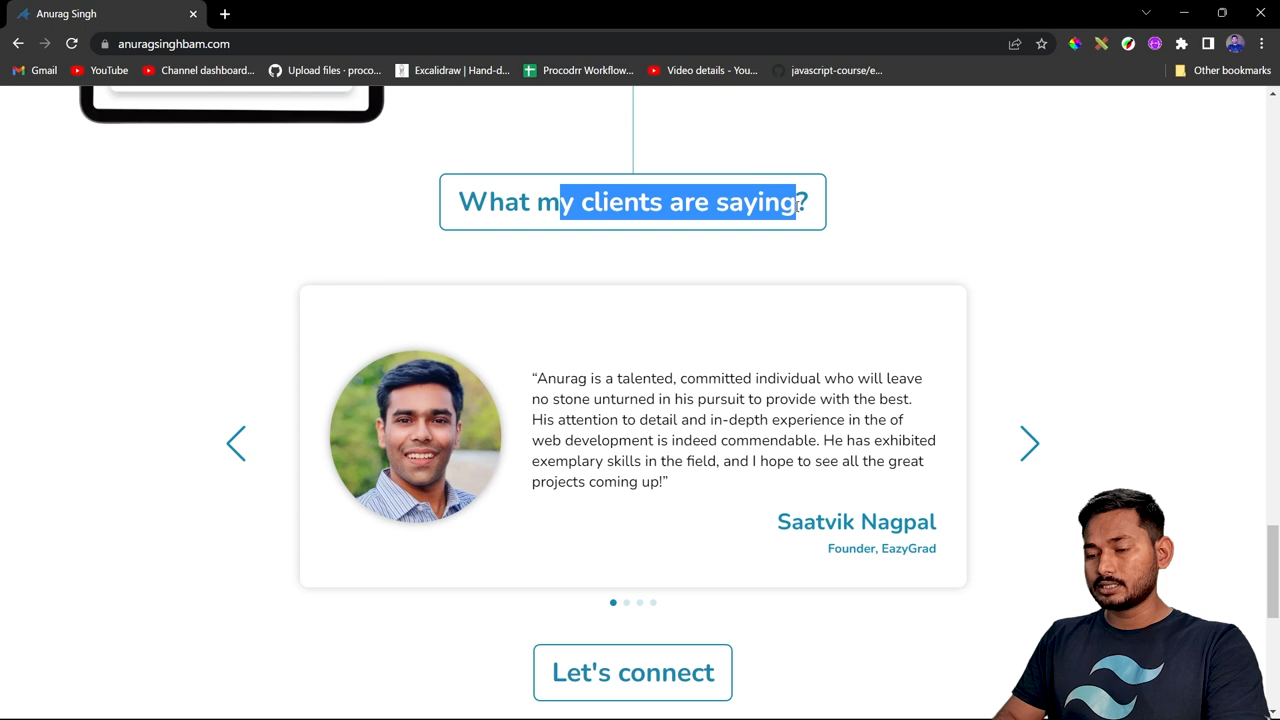 Anurag Singh
anuragsinghbam.com
Gmail
YouTube
Channel dashboard...
Upload files · proco...
Excalidraw | Hand-d...
Procodrr Workflow...
Video details - You...
javascript-course/e...
Other bookmarks
What my clients are saying?
“Anurag is a talented, committed individual who will leave
no stone unturned in his pursuit to provide with the best.
His attention to detail and in-depth experience in the of
web development is indeed commendable. He has exhibited
exemplary skills in the field, and I hope to see all the great
projects coming up!”
Saatvik Nagpal
Founder, EazyGrad
Let's connect